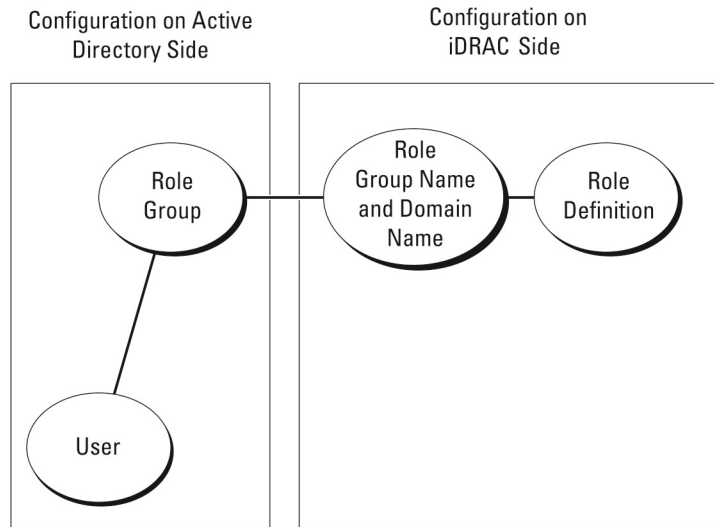 Configuration on Active
Directory Side
Configuration on
iDRAC Side
Role
Group
Role
Group Name
and Domain
Name
Role
Definition
User